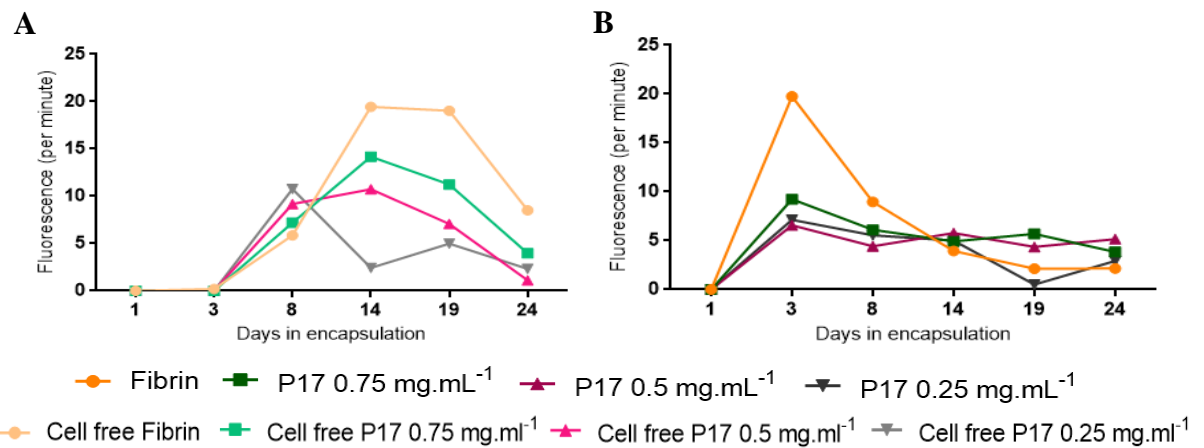 A
Fluorescence (per minute)
25
20
15
10
5
0
1 3 8 14 19 24
Days in encapsulation
B
Fluorescence (per minute)
25
20
15
10
5
0
1 3 8 14 19 24
Days in encapsulation
Fibrin P17 0.75 mg.mL⁻¹ P17 0.5 mg.mL⁻¹ P17 0.25 mg.mL⁻¹
Cell free Fibrin Cell free P17 0.75 mg.ml⁻¹ Cell free P17 0.5 mg.ml⁻¹ Cell free P17 0.25 mg.ml⁻¹